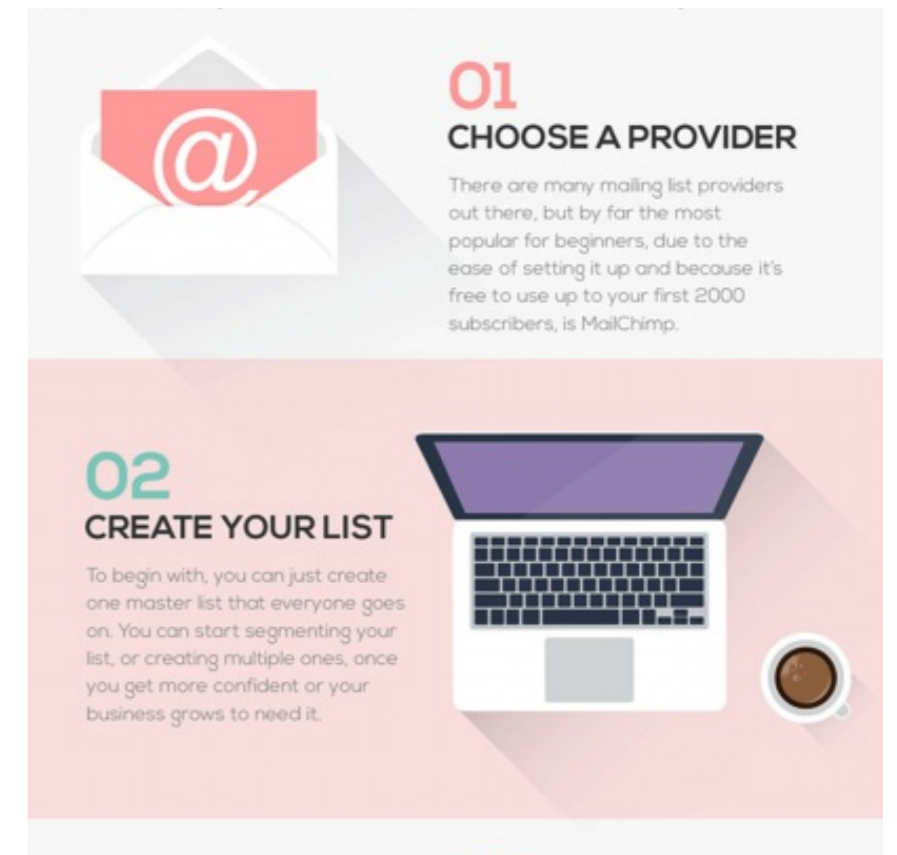 01
CHOOSE A PROVIDER
There are many mailing list providers
out there, but by far the most
popular for beginners, due to the
ease of setting it up and because it's
free to use up to your first 2000
subscribers, is MailChimp.
02
CREATE YOUR LIST
To begin with, you can just create
one master list that everyone goes
on. You can start segmenting your
list, or creating multiple ones, once
you get more confident or your
business grows to need it.